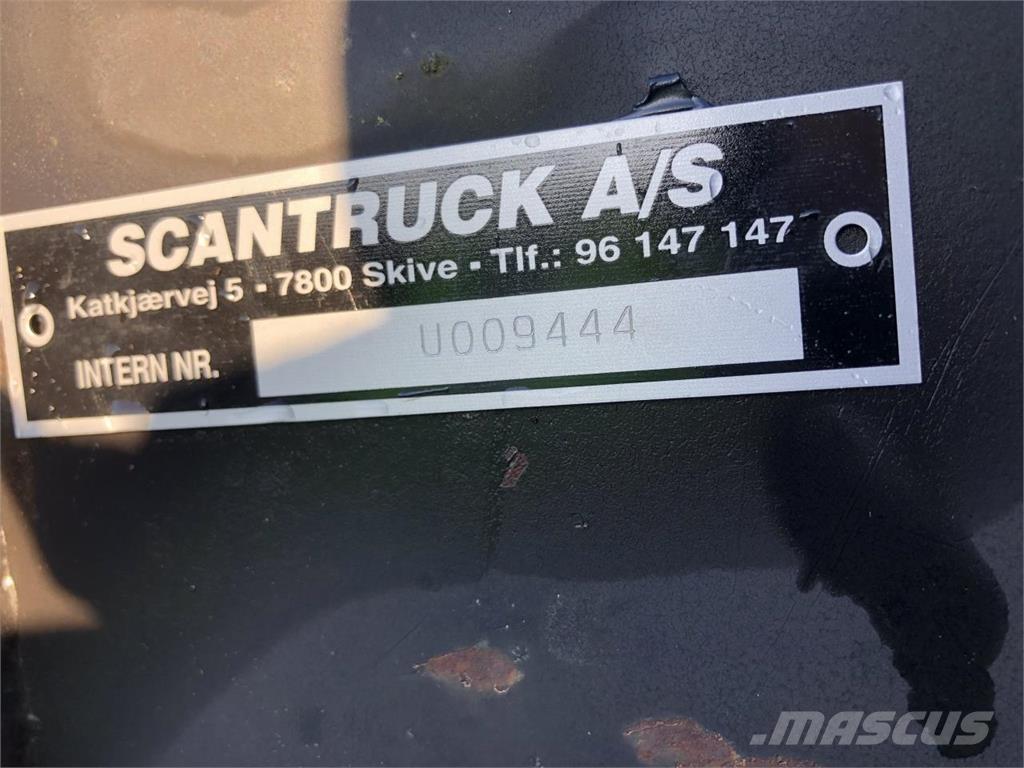 SCANTRUCK A/S
Katkjærvej 5 - 7800 Skive - Tlf.: 96 147 147
INTERN NR. U009444
MASCUS